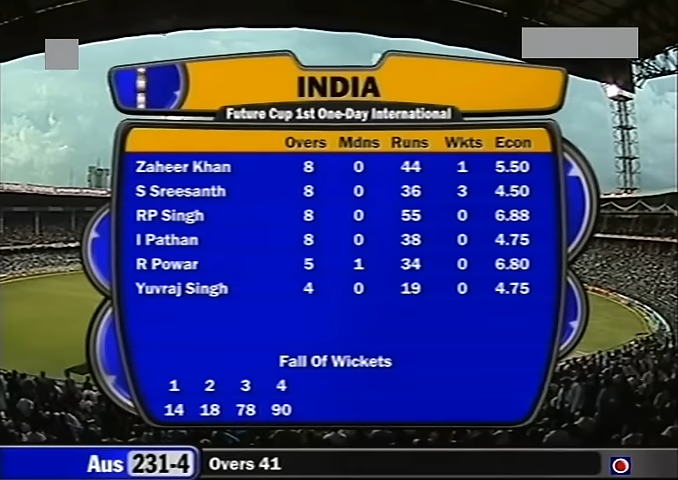 INDIA
Future Cup 1st One-Day International
Overs Mdns Runs Wkts Econ
Zaheer Khan 8 0 44 1 5.50
S Sreesanth 8 0 36 3 4.50
RP Singh 8 0 55 0 6.88
I Pathan 8 0 38 0 4.75
R Powar 5 1 34 0 6.80
Yuvraj Singh 4 0 19 0 4.75
Fall Of Wickets
1 2 3 4
14 18 78 90
Aus 231-4 Overs 41